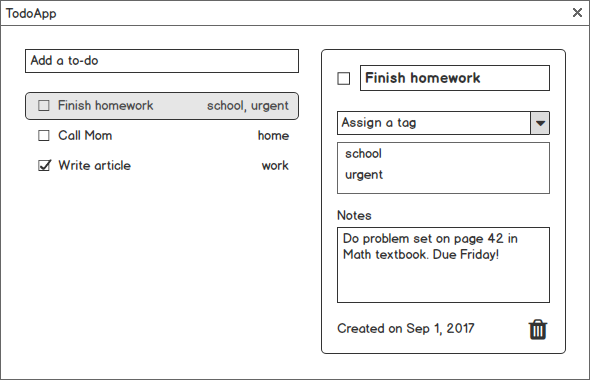 TodoApp
Add a to-do
Finish homework school, urgent
Call Mom home
Write article work
Finish homework
Assign a tag
school
urgent
Notes
Do problem set on page 42 in
Math textbook. Due Friday!
Created on Sep 1, 2017